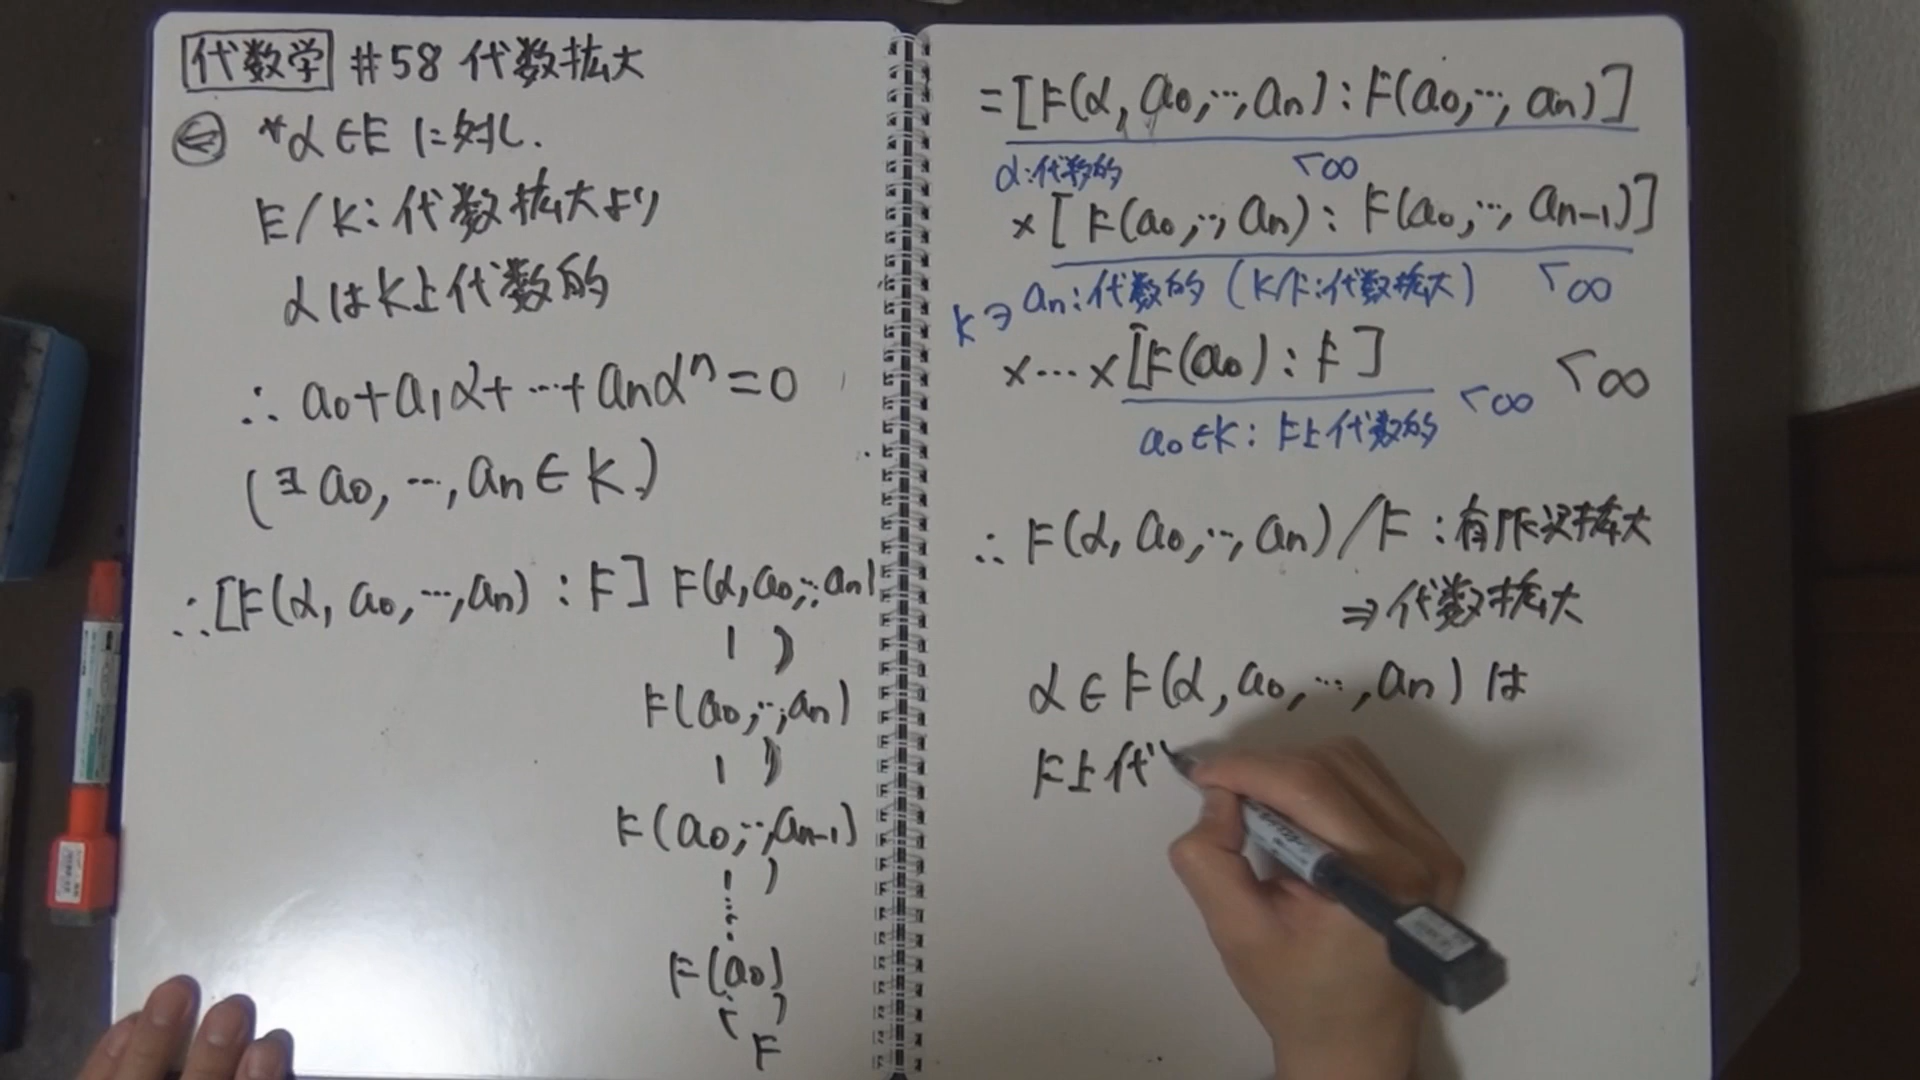 代数学 #58 代数拡大
⇐ ∀α∈Eに対し.
E/K:代数拡大より
αはK上代数的
∴ a₀+a₁α+…+aₙαⁿ=0
(∃a₀,…,aₙ∈K)
∴[F(α,a₀,…,aₙ):F]
F(α,a₀,…,aₙ)
F(a₀,…,aₙ)
F(a₀,…,aₙ₋₁)
F(a₀)
F
=[F(α,a₀,…,aₙ):F(a₀,…,aₙ)]
α:代数的 <∞
×[F(a₀,…,aₙ):F(a₀,…,aₙ₋₁)]
K∋aₙ:代数的(K/F:代数拡大) <∞
×…×[F(a₀):F] <∞
a₀∈K:F上代数的 <∞
∴ F(α,a₀,…,aₙ)/F:有限次拡大
⇒代数拡大
α∈F(α,a₀,…,aₙ)は
F上代